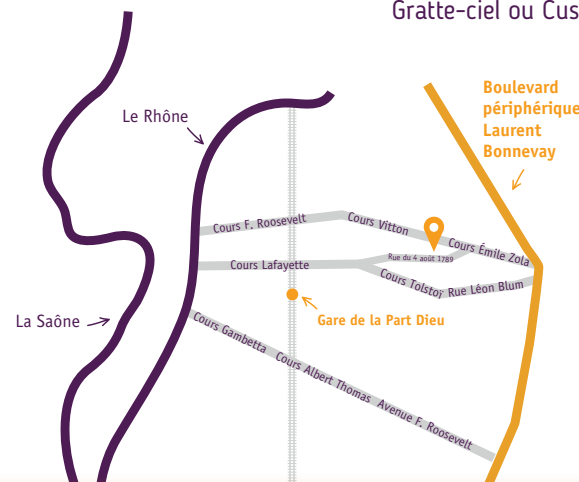 Gratte-ciel ou Cus
Boulevard
périphérique
Laurent
Bonnevay
Le Rhône
Cours F. Roosevelt
Cours Vitton
Cours Émile Zola
Rue du 4 août 1789
Cours Lafayette
Cours Tolstoï
Rue Léon Blum
La Saône
Gare de la Part Dieu
Cours Gambetta
Cours Albert Thomas
Avenue F. Roosevelt